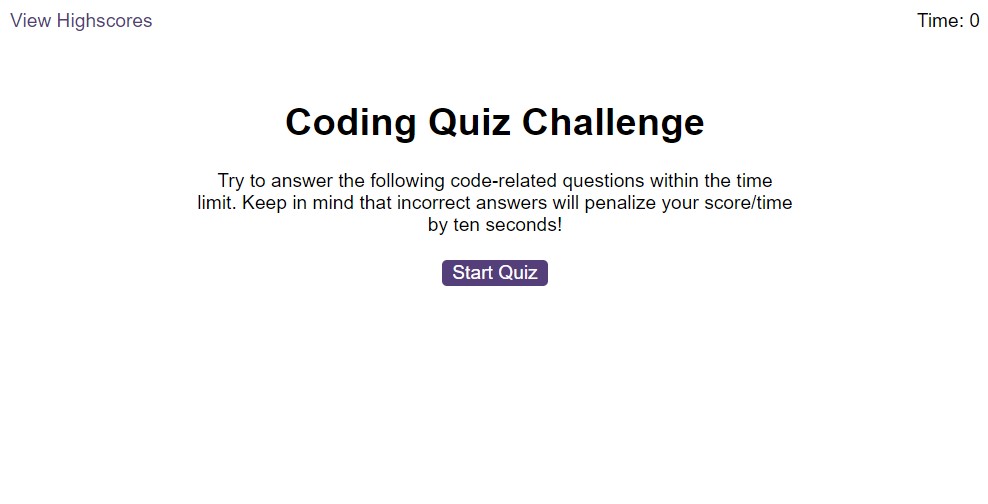 View Highscores
Time: 0
Coding Quiz Challenge
Try to answer the following code-related questions within the time
limit. Keep in mind that incorrect answers will penalize your score/time
by ten seconds!
Start Quiz